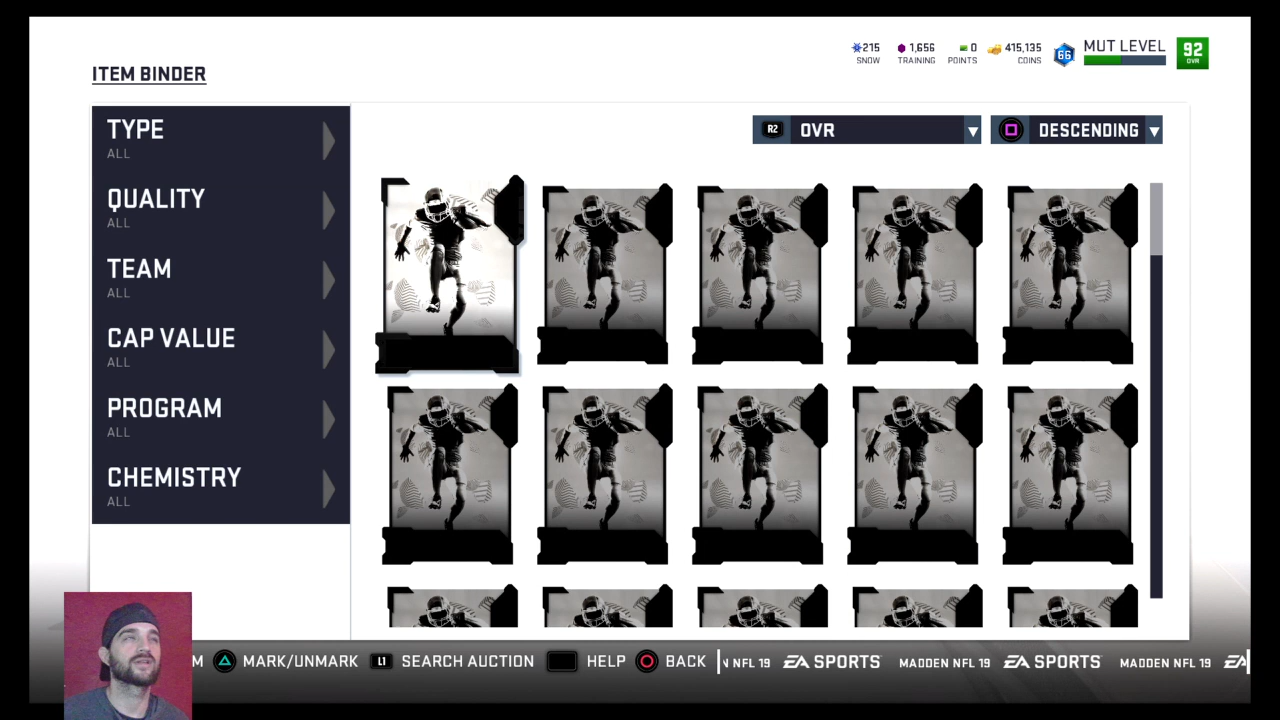 ITEM BINDER
215 1,656 0 415,135 66 MUT LEVEL 92
SNOW TRAINING POINTS COINS OVR
R2 OVR DESCENDING
TYPE
ALL
QUALITY
ALL
TEAM
ALL
CAP VALUE
ALL
PROGRAM
ALL
CHEMISTRY
ALL
M MARK/UNMARK L1 SEARCH AUCTION HELP BACK V NFL 19 EA SPORTS MADDEN NFL 19 EA SPORTS MADDEN NFL 19 EA